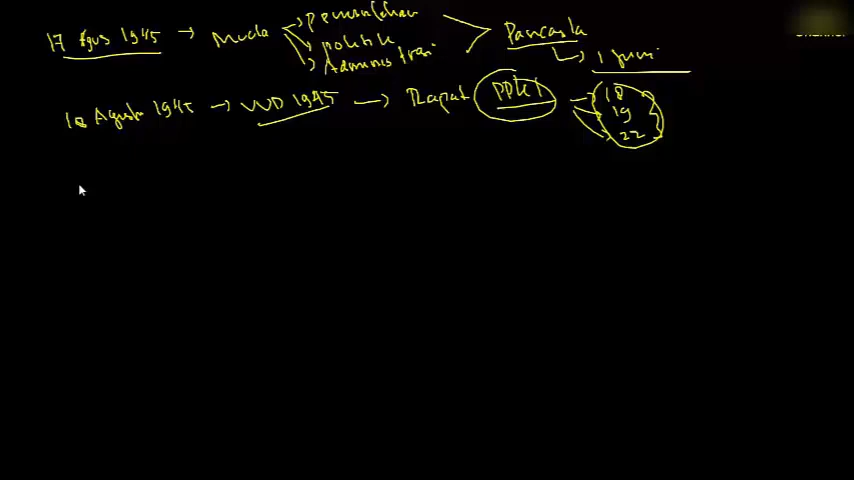 17 Agus 1945 → Muda → pemerintahan → politik → Administrasi > Pancasila
↳ 1 Juni
18 Agusts 1945 → UUD 1945 → Rapat PPKI → 18
19
22